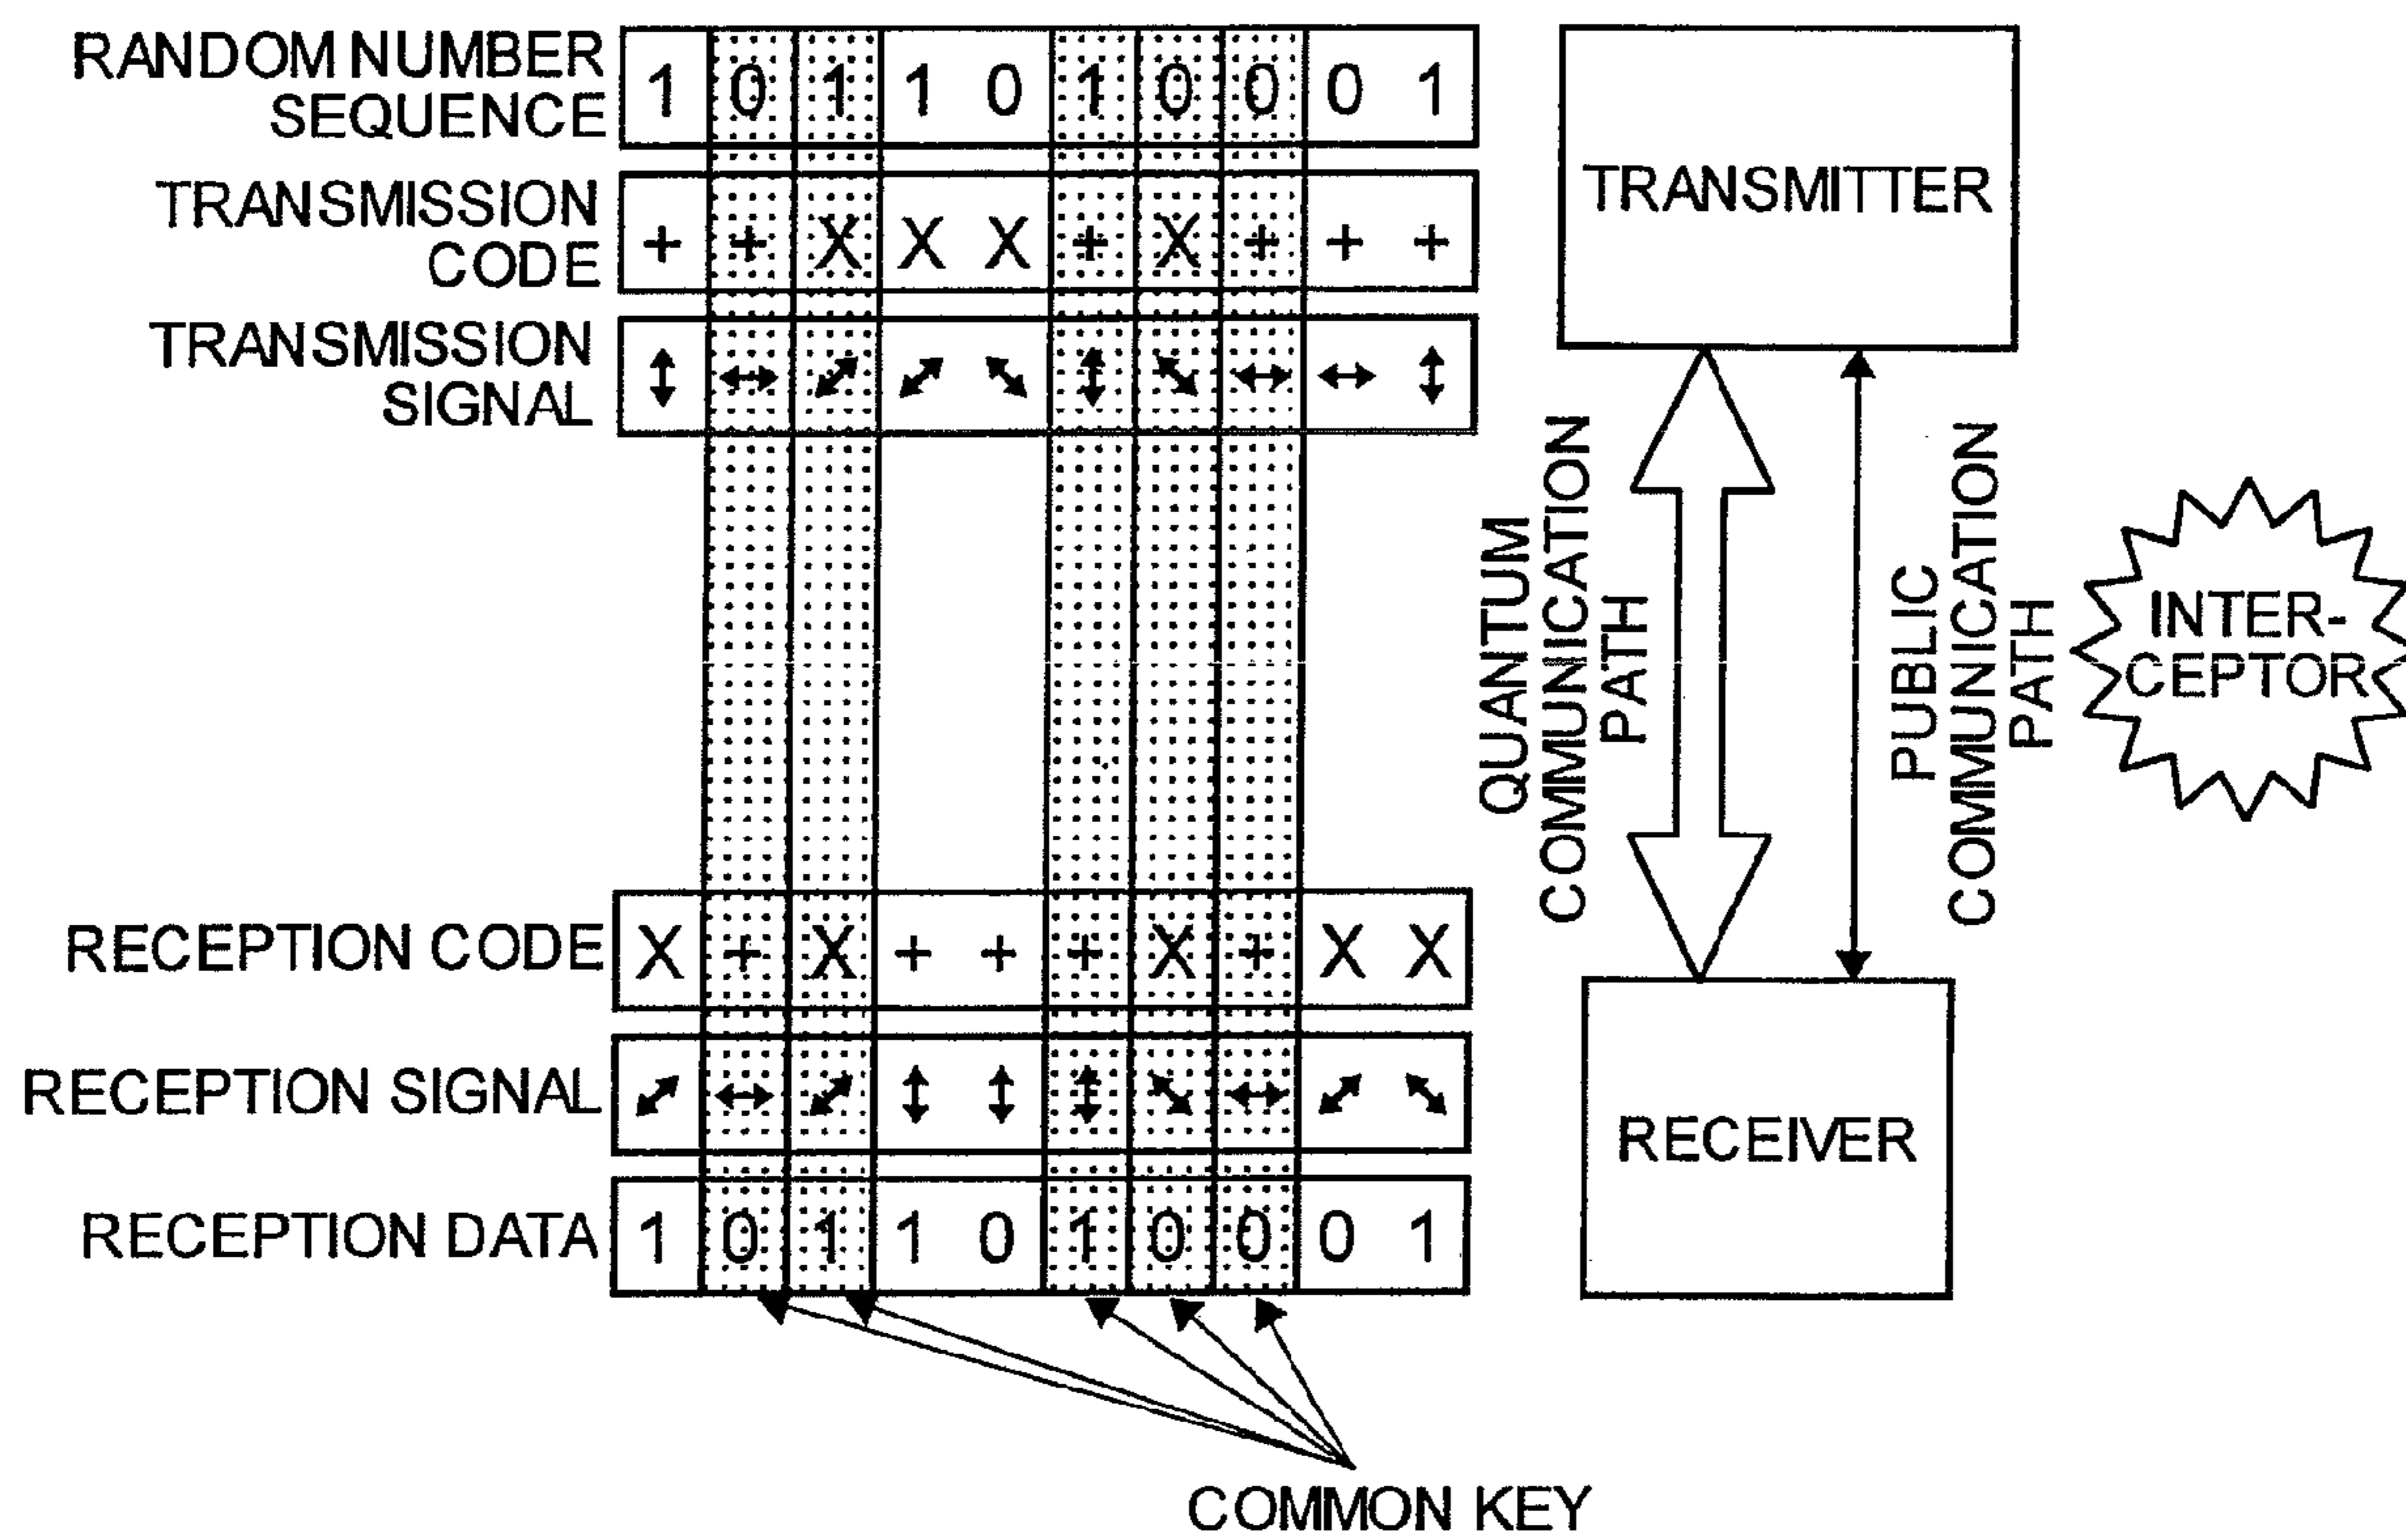 RANDOM NUMBER
SEQUENCE
1 0 1 1 0 1 0 0 0 1
TRANSMISSION
CODE
+ + X X X + X + + +
TRANSMISSION
SIGNAL
↕ ↔ ⤢ ⤢ ⤡ ↕ ⤡ ↔ ↔ ↕
RECEPTION CODE
X + X + + + X + X X
RECEPTION SIGNAL
⤢ ↔ ⤢ ↕ ↕ ↕ ⤡ ↔ ⤢ ⤡
RECEPTION DATA
1 0 1 1 0 1 0 0 0 1
COMMON KEY
TRANSMITTER
QUANTUM
COMMUNICATION
PATH
PUBLIC
COMMUNICATION
PATH
INTER-
CEPTOR
RECEIVER